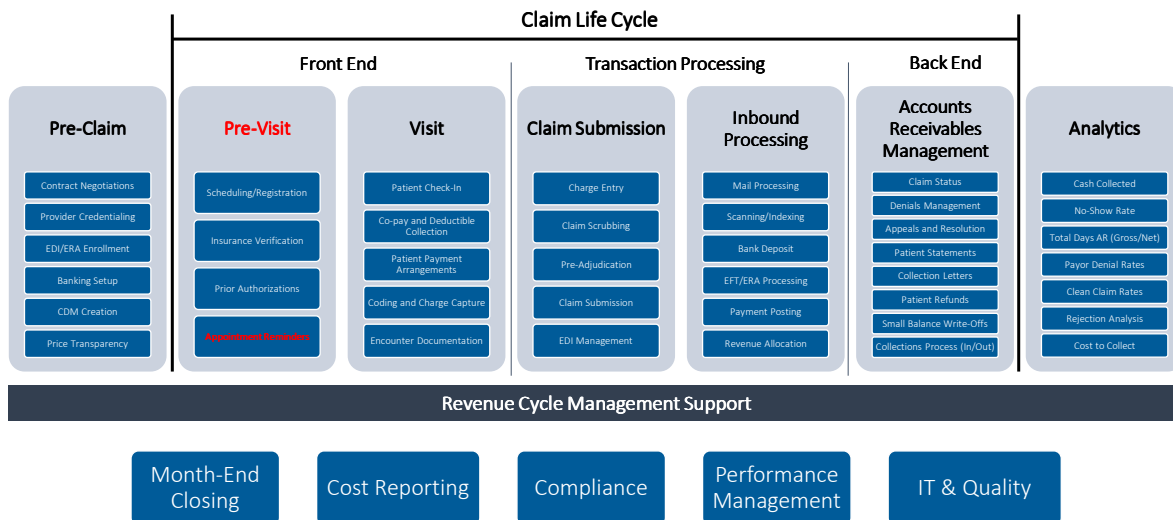 Claim Life Cycle
Front End
Transaction Processing
Back End
Pre-Claim
Contract Negotiations
Provider Credentialing
EDI/ERA Enrollment
Banking Setup
CDM Creation
Price Transparency
Pre-Visit
Scheduling/Registration
Insurance Verification
Prior Authorizations
Visit
Patient Check-In
Co-pay and Deductible
Collection
Patient Payment
Arrangements
Coding and Charge Capture
Encounter Documentation
Claim Submission
Charge Entry
Claim Scrubbing
Pre-Adjudication
Claim Submission
EDI Management
Inbound
Processing
Mail Processing
Scanning/Indexing
Bank Deposit
EFT/ERA Processing
Payment Posting
Revenue Allocation
Accounts
Receivables
Management
Claim Status
Denials Management
Appeals and Resolution
Patient Statements
Collection Letters
Patient Refunds
Small Balance Write-Offs
Collections Process (In/Out)
Analytics
Cash Collected
No-Show Rate
Total Days AR (Gross/Net)
Payor Denial Rates
Clean Claim Rates
Rejection Analysis
Cost to Collect
Revenue Cycle Management Support
Month-End
Closing
Cost Reporting
Compliance
Performance
Management
IT & Quality